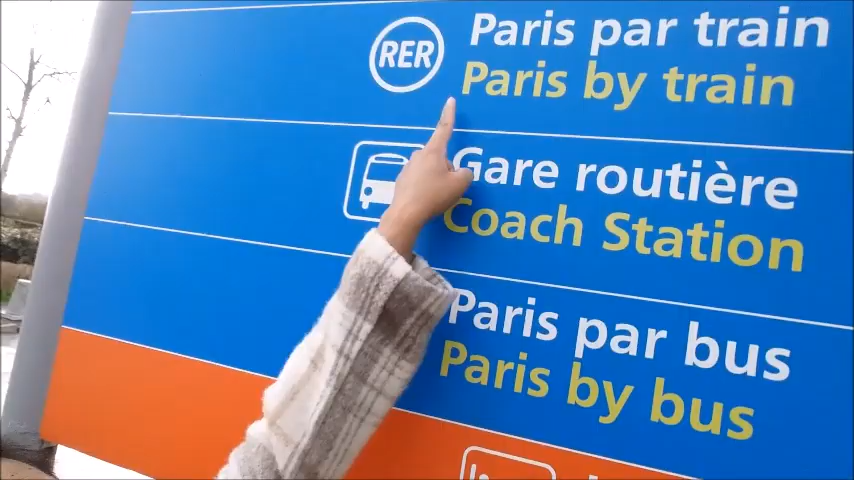 RER
Paris par train
Paris by train
Gare routière
Coach Station
Paris par bus
Paris by bus